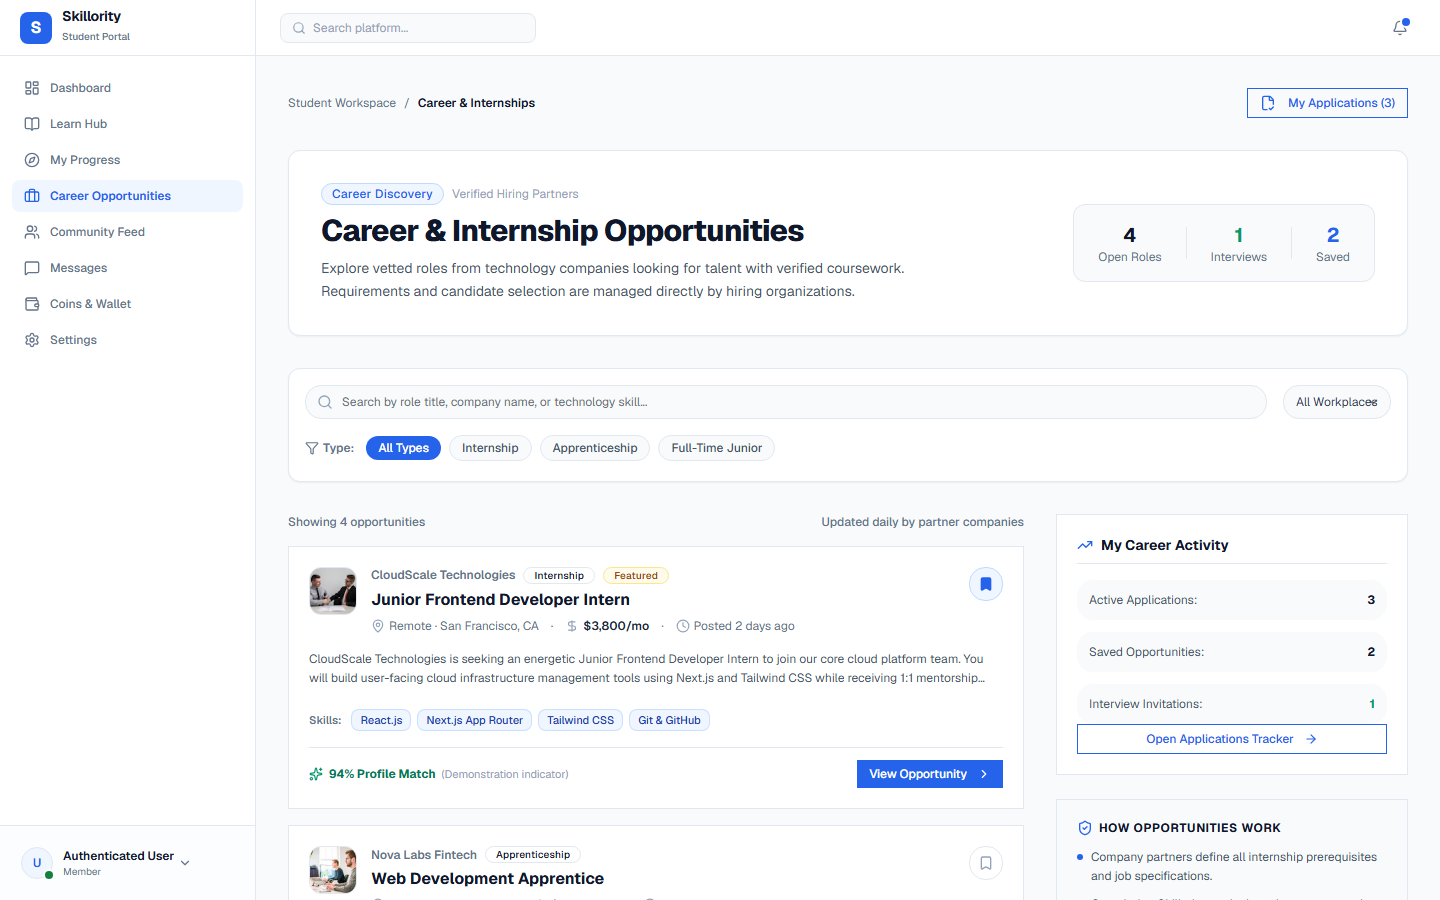 S
Skillority
Student Portal
Search platform...
Dashboard
Learn Hub
My Progress
Career Opportunities
Community Feed
Messages
Coins & Wallet
Settings
U
Authenticated User
Member
Student Workspace / Career & Internships
My Applications (3)
Career Discovery Verified Hiring Partners
Career & Internship Opportunities
Explore vetted roles from technology companies looking for talent with verified coursework.
Requirements and candidate selection are managed directly by hiring organizations.
4
Open Roles
1
Interviews
2
Saved
Search by role title, company name, or technology skill...
All Workplaces
Type: All Types Internship Apprenticeship Full-Time Junior
Showing 4 opportunities
Updated daily by partner companies
CloudScale Technologies Internship Featured
Junior Frontend Developer Intern
Remote · San Francisco, CA · $3,800/mo · Posted 2 days ago
CloudScale Technologies is seeking an energetic Junior Frontend Developer Intern to join our core cloud platform team. You
will build user-facing cloud infrastructure management tools using Next.js and Tailwind CSS while receiving 1:1 mentorship...
Skills: React.js Next.js App Router Tailwind CSS Git & GitHub
94% Profile Match (Demonstration indicator)
View Opportunity
Nova Labs Fintech Apprenticeship
Web Development Apprentice
My Career Activity
Active Applications: 3
Saved Opportunities: 2
Interview Invitations: 1
Open Applications Tracker
HOW OPPORTUNITIES WORK
Company partners define all internship prerequisites
and job specifications.